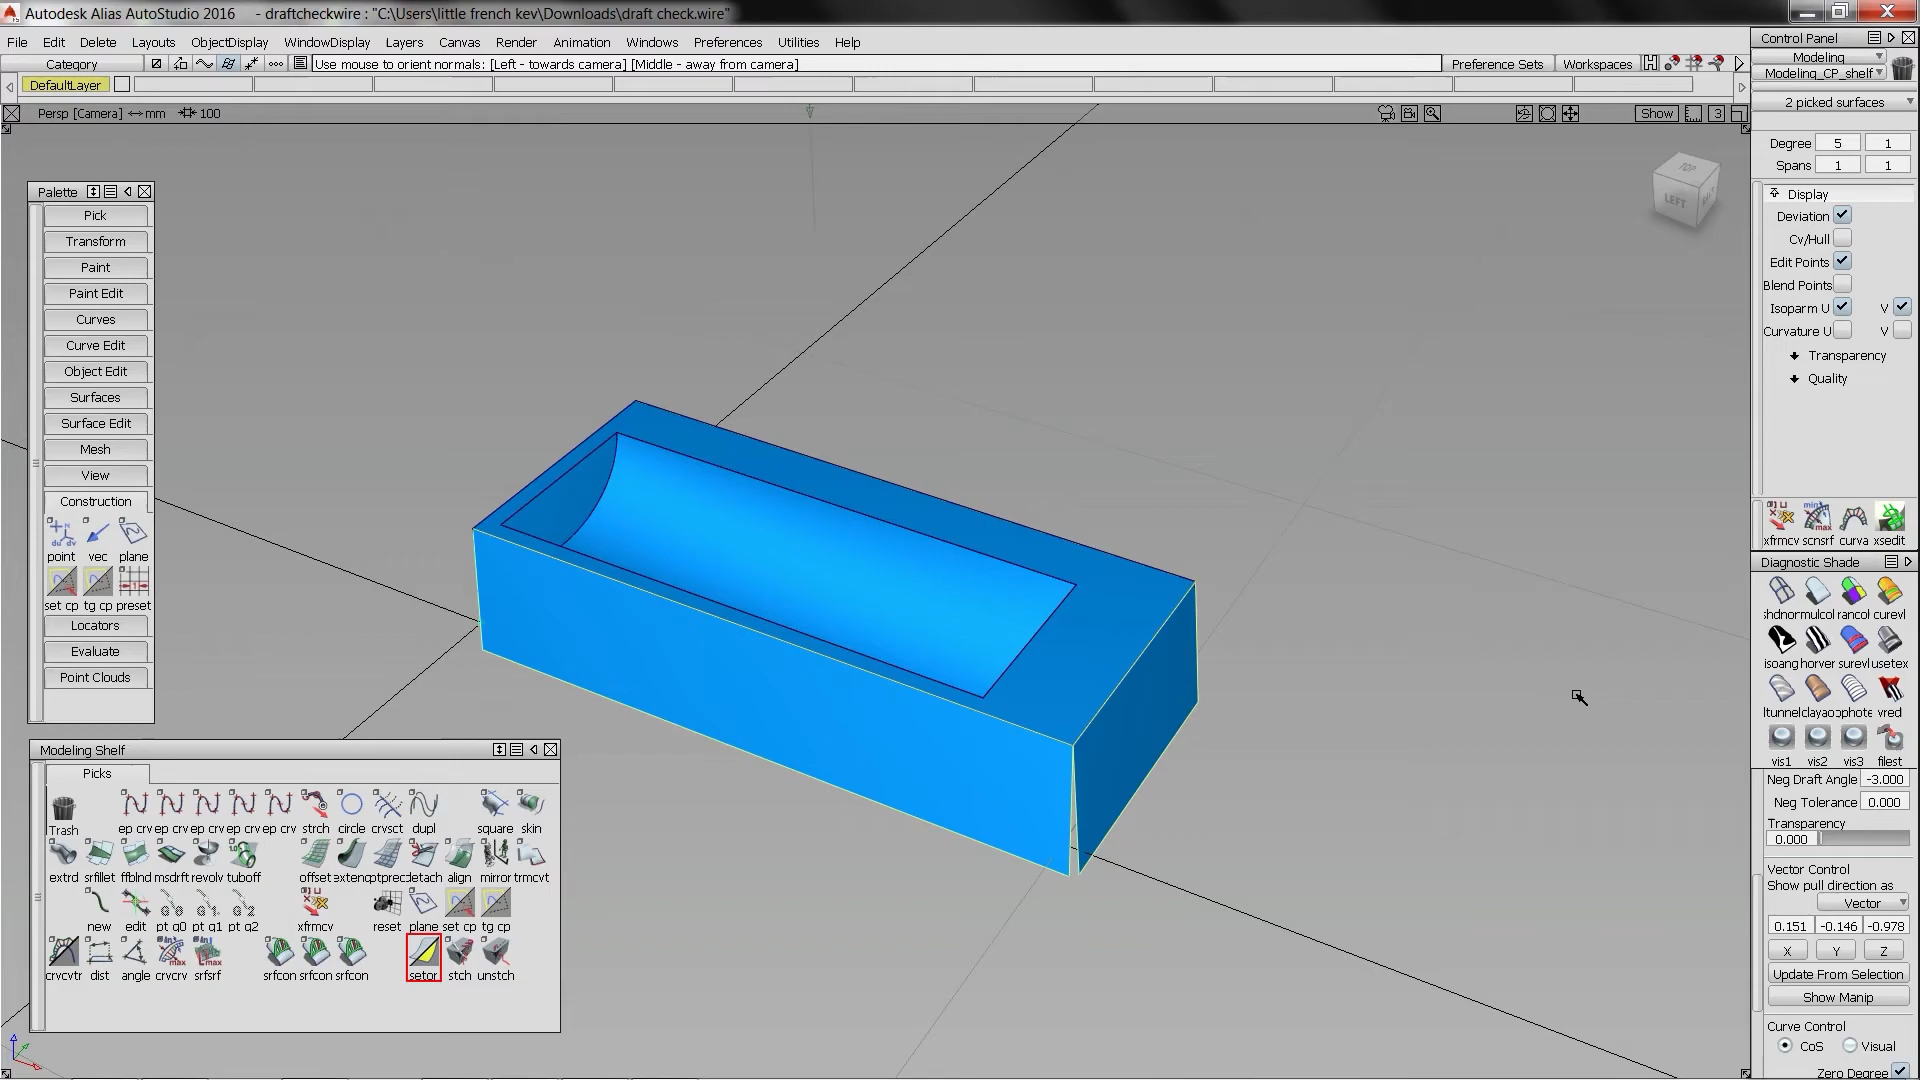 Autodesk Alias AutoStudio 2016 - draftcheckwire : "C:\Users\little french kev\Downloads\draft check.wire"
File Edit Delete Layouts ObjectDisplay WindowDisplay Layers Canvas Render Animation Windows Preferences Utilities Help
Category Use mouse to orient normals: [Left - towards camera] [Middle - away from camera] Preference Sets Workspaces
DefaultLayer
Persp [Camera] mm 100 Show 3
TOP
LEFT
Palette
Pick
Transform
Paint
Paint Edit
Curves
Curve Edit
Object Edit
Surfaces
Surface Edit
Mesh
View
Construction
point vec plane
set cp tg cp preset
Locators
Evaluate
Point Clouds
Modeling Shelf
Picks
Trash ep crv ep crv ep crv ep crv ep crv strch circle crvsct dupl square skin
extrd srfillet ffblnd msdrft revolv tuboff offset extenc ptprec detach align mirror trmcvt
new edit pt q0 pt q1 pt q2 xfrmcv reset plane set cp tg cp
crvcvtr dist angle crvcrv srfsrf srfcon srfcon srfcon setor stch unstch
Control Panel
Modeling
Modeling_CP_shelf
2 picked surfaces
Degree 5 1
Spans 1 1
Display
Deviation
Cv/Hull
Edit Points
Blend Points
Isoparm U V
Curvature U V
Transparency
Quality
xfrmcv scnsrf curva xsedit
Diagnostic Shade
shdnor mulcol rancol curevl
isoang horver surevl usetex
ltunnel clayao pphote vred
vis1 vis2 vis3 filest
Neg Draft Angle -3.000
Neg Tolerance 0.000
Transparency
0.000
Vector Control
Show pull direction as
Vector
0.151 -0.146 -0.978
X Y Z
Update From Selection
Show Manip
Curve Control
CoS Visual
Zero Degree